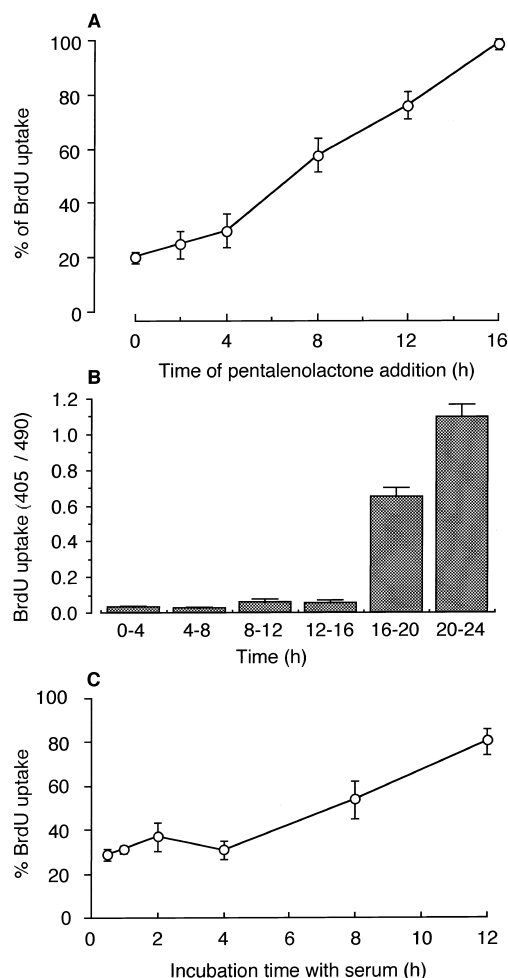 A
100
80
60
40
20
0
% of BrdU uptake
0 4 8 12 16
Time of pentalenolactone addition (h)
B
1.2
1.0
0.8
0.6
0.4
0.2
0.0
BrdU uptake (405 / 490)
0-4 4-8 8-12 12-16 16-20 20-24
Time (h)
C
100
80
60
40
20
0
% BrdU uptake
0 2 4 6 8 10 12
Incubation time with serum (h)